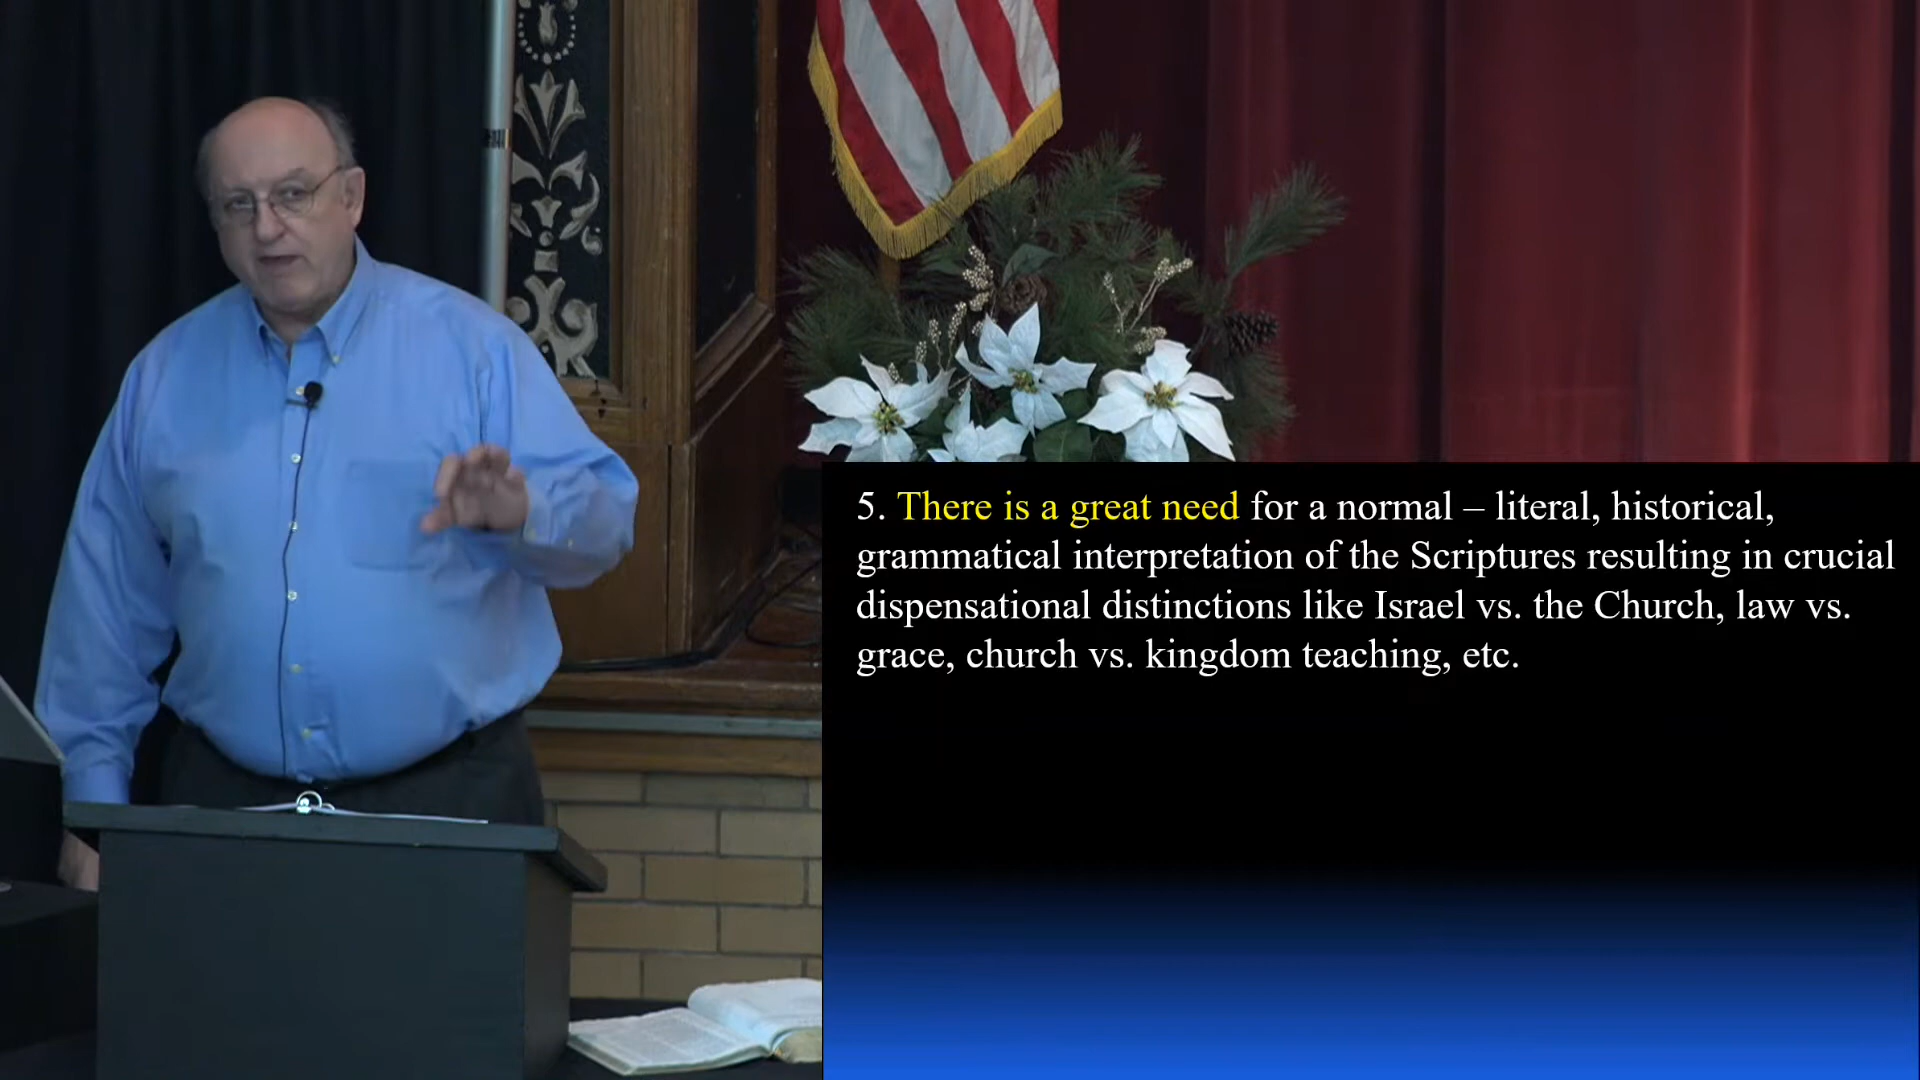 5. There is a great need for a normal – literal, historical,
grammatical interpretation of the Scriptures resulting in crucial
dispensational distinctions like Israel vs. the Church, law vs.
grace, church vs. kingdom teaching, etc.